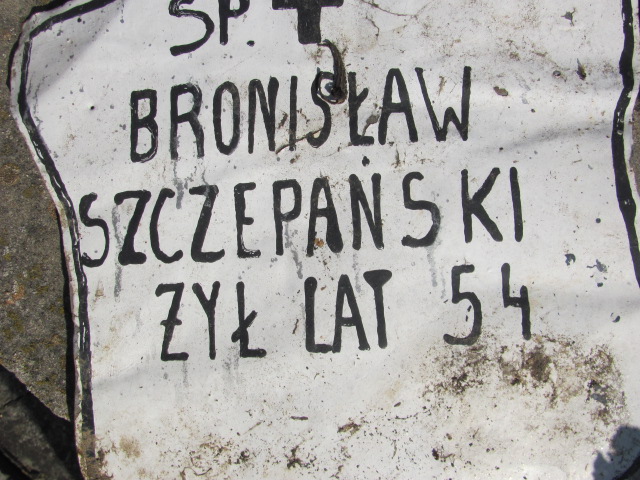 SP.
BRONISŁAW
SZCZEPAŃSKI
ŻYŁ LAT 54